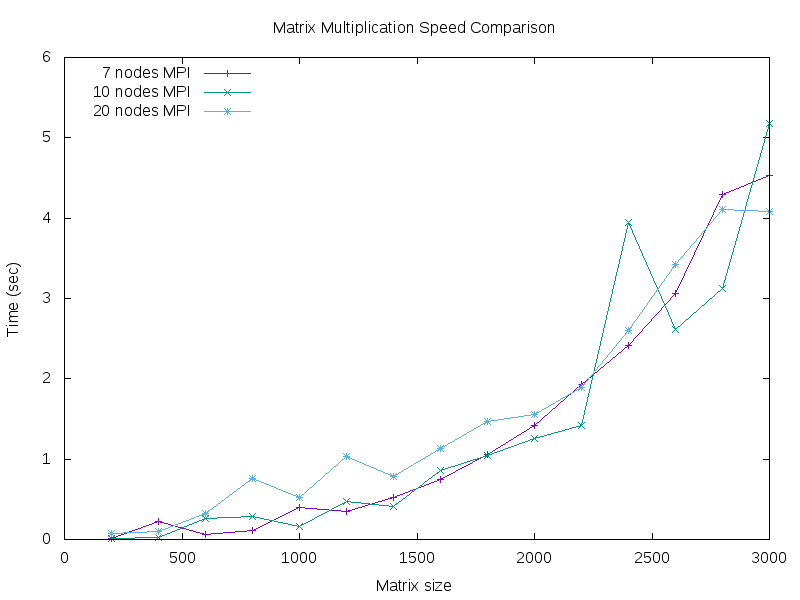 Matrix Multiplication Speed Comparison
6
5
4
3
2
1
0
Time (sec)
7 nodes MPI
10 nodes MPI
20 nodes MPI
0 500 1000 1500 2000 2500 3000
Matrix size